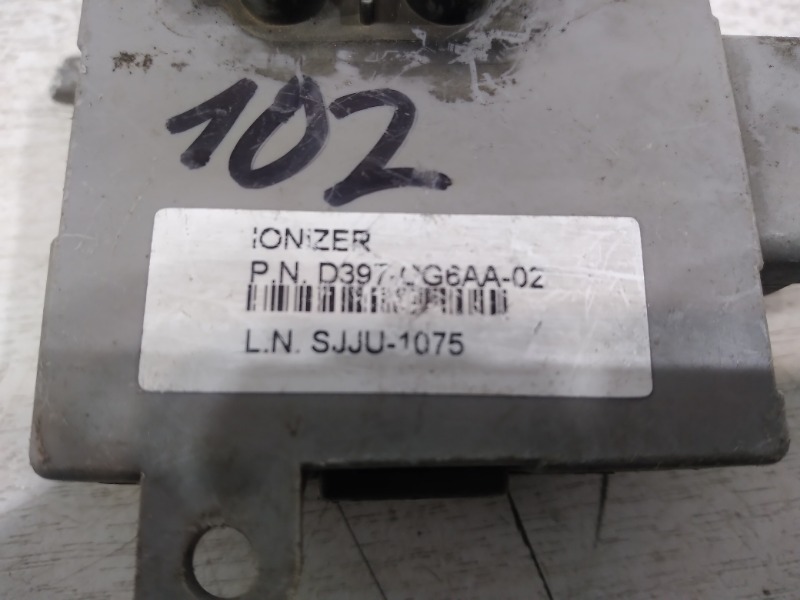 102
IONIZER
P.N.
L.N. SJJU-1075